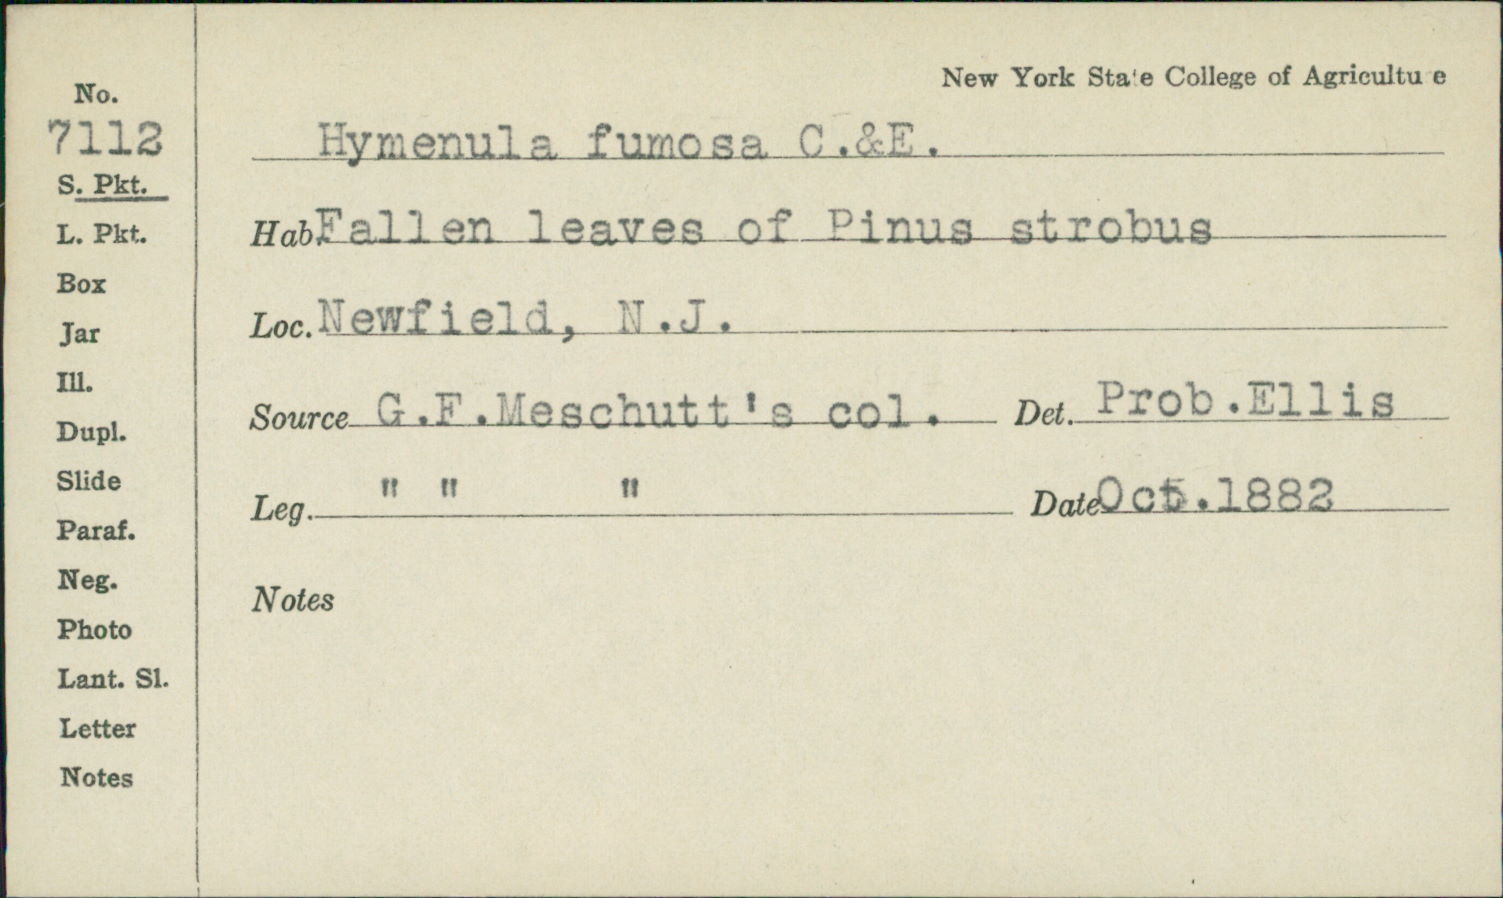 New York State College of Agriculture
No.
7112
S. Pkt.
L. Pkt.
Box
Jar
Ill.
Dupl.
Slide
Paraf.
Neg.
Photo
Lant. Sl.
Letter
Notes
Hymenula fumosa C.&E.
Hab. Fallen leaves of Pinus strobus
Loc. Newfield, N.J.
Source G.F.Meschutt's col. Det. Prob.Ellis
Leg. " " " Date Oct.1882
Notes